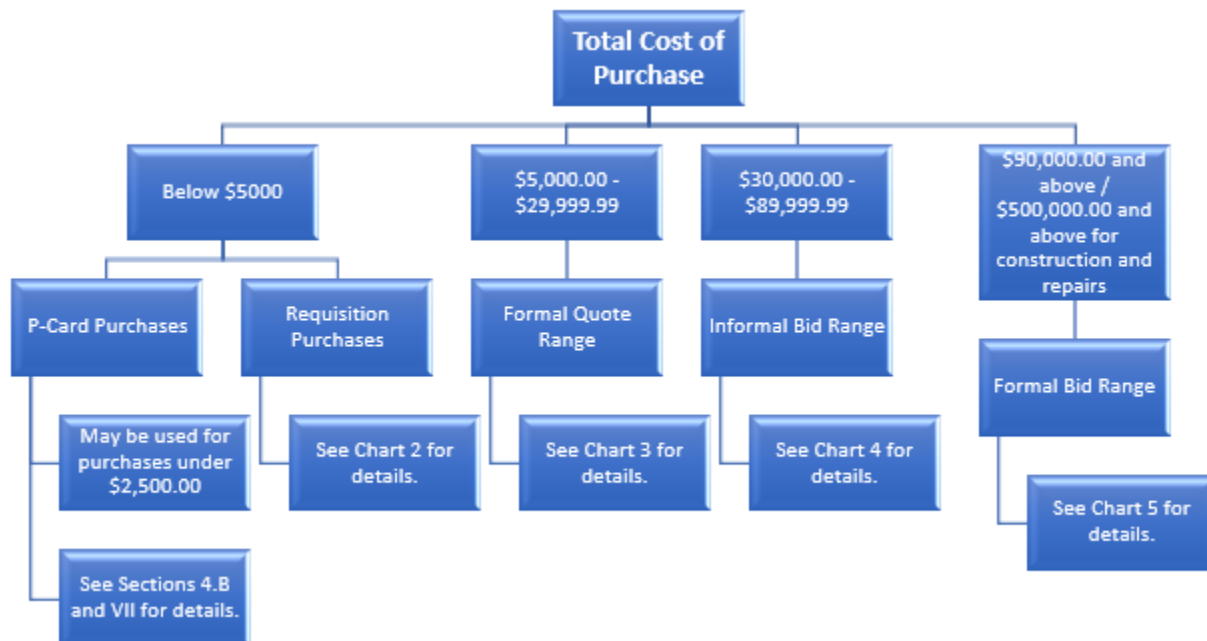 Total Cost of
Purchase
Below $5000
$5,000.00 -
$29,999.99
$30,000.00 -
$89,999.99
$90,000.00 and
above /
$500,000.00 and
above for
construction and
repairs
P-Card Purchases
Requisition
Purchases
Formal Quote
Range
Informal Bid Range
Formal Bid Range
May be used for
purchases under
$2,500.00
See Chart 2 for
details.
See Chart 3 for
details.
See Chart 4 for
details.
See Chart 5 for
details.
See Sections 4.B
and VII for details.